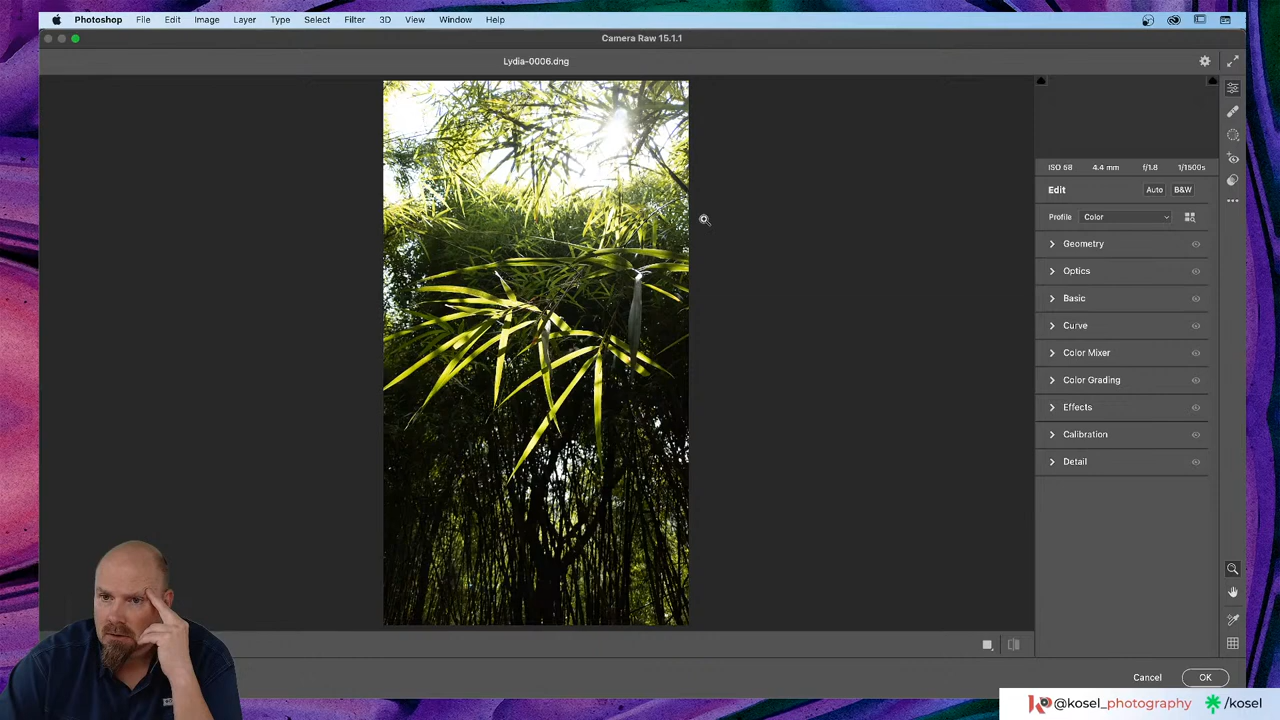 Photoshop File Edit Image Layer Type Select Filter 3D View Window Help
Camera Raw 15.1.1
Lydia-0006.dng
ISO 58 4.4 mm f/1.8 1/1500s
Edit Auto B&W
Profile Color
Geometry
Optics
Basic
Curve
Color Mixer
Color Grading
Effects
Calibration
Detail
Cancel OK
@kosel_photography /kosel